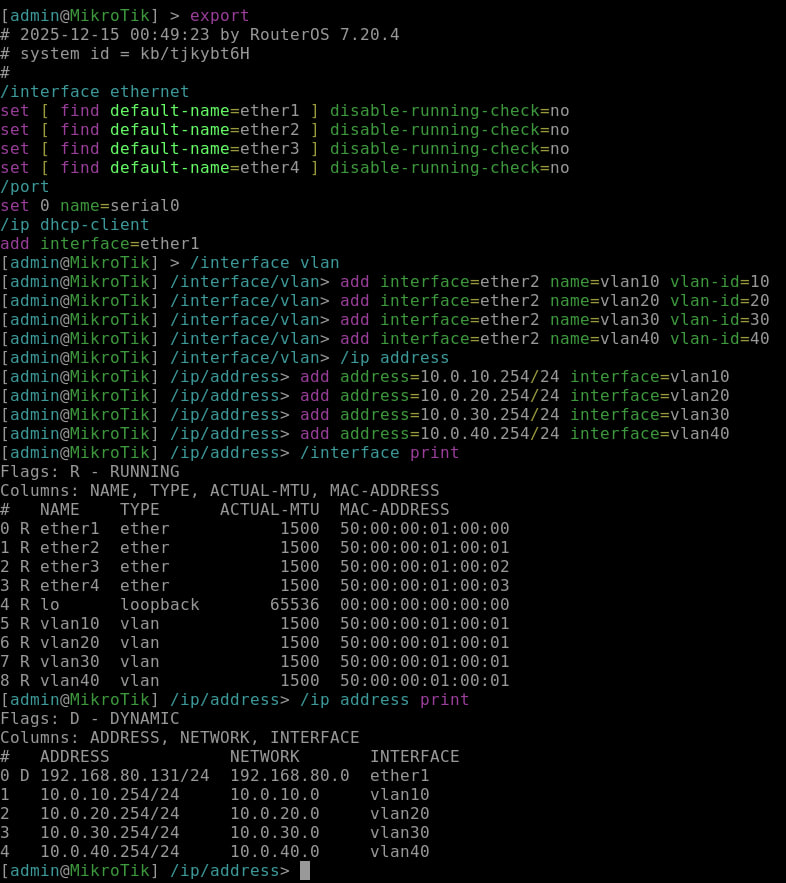 [admin@MikroTik] > export
# 2025-12-15 00:49:23 by RouterOS 7.20.4
# system id = kb/tjkybt6H
#
/interface ethernet
set [ find default-name=ether1 ] disable-running-check=no
set [ find default-name=ether2 ] disable-running-check=no
set [ find default-name=ether3 ] disable-running-check=no
set [ find default-name=ether4 ] disable-running-check=no
/port
set 0 name=serial0
/ip dhcp-client
add interface=ether1
[admin@MikroTik] > /interface vlan
[admin@MikroTik] /interface/vlan> add interface=ether2 name=vlan10 vlan-id=10
[admin@MikroTik] /interface/vlan> add interface=ether2 name=vlan20 vlan-id=20
[admin@MikroTik] /interface/vlan> add interface=ether2 name=vlan30 vlan-id=30
[admin@MikroTik] /interface/vlan> add interface=ether2 name=vlan40 vlan-id=40
[admin@MikroTik] /interface/vlan> /ip address
[admin@MikroTik] /ip/address> add address=10.0.10.254/24 interface=vlan10
[admin@MikroTik] /ip/address> add address=10.0.20.254/24 interface=vlan20
[admin@MikroTik] /ip/address> add address=10.0.30.254/24 interface=vlan30
[admin@MikroTik] /ip/address> add address=10.0.40.254/24 interface=vlan40
[admin@MikroTik] /ip/address> /interface print
Flags: R - RUNNING
Columns: NAME, TYPE, ACTUAL-MTU, MAC-ADDRESS
#   NAME    TYPE      ACTUAL-MTU  MAC-ADDRESS
0 R ether1  ether           1500  50:00:00:01:00:00
1 R ether2  ether           1500  50:00:00:01:00:01
2 R ether3  ether           1500  50:00:00:01:00:02
3 R ether4  ether           1500  50:00:00:01:00:03
4 R lo      loopback       65536  00:00:00:00:00:00
5 R vlan10  vlan            1500  50:00:00:01:00:01
6 R vlan20  vlan            1500  50:00:00:01:00:01
7 R vlan30  vlan            1500  50:00:00:01:00:01
8 R vlan40  vlan            1500  50:00:00:01:00:01
[admin@MikroTik] /ip/address> /ip address print
Flags: D - DYNAMIC
Columns: ADDRESS, NETWORK, INTERFACE
#   ADDRESS            NETWORK       INTERFACE
0 D 192.168.80.131/24  192.168.80.0  ether1
1   10.0.10.254/24     10.0.10.0     vlan10
2   10.0.20.254/24     10.0.20.0     vlan20
3   10.0.30.254/24     10.0.30.0     vlan30
4   10.0.40.254/24     10.0.40.0     vlan40
[admin@MikroTik] /ip/address>